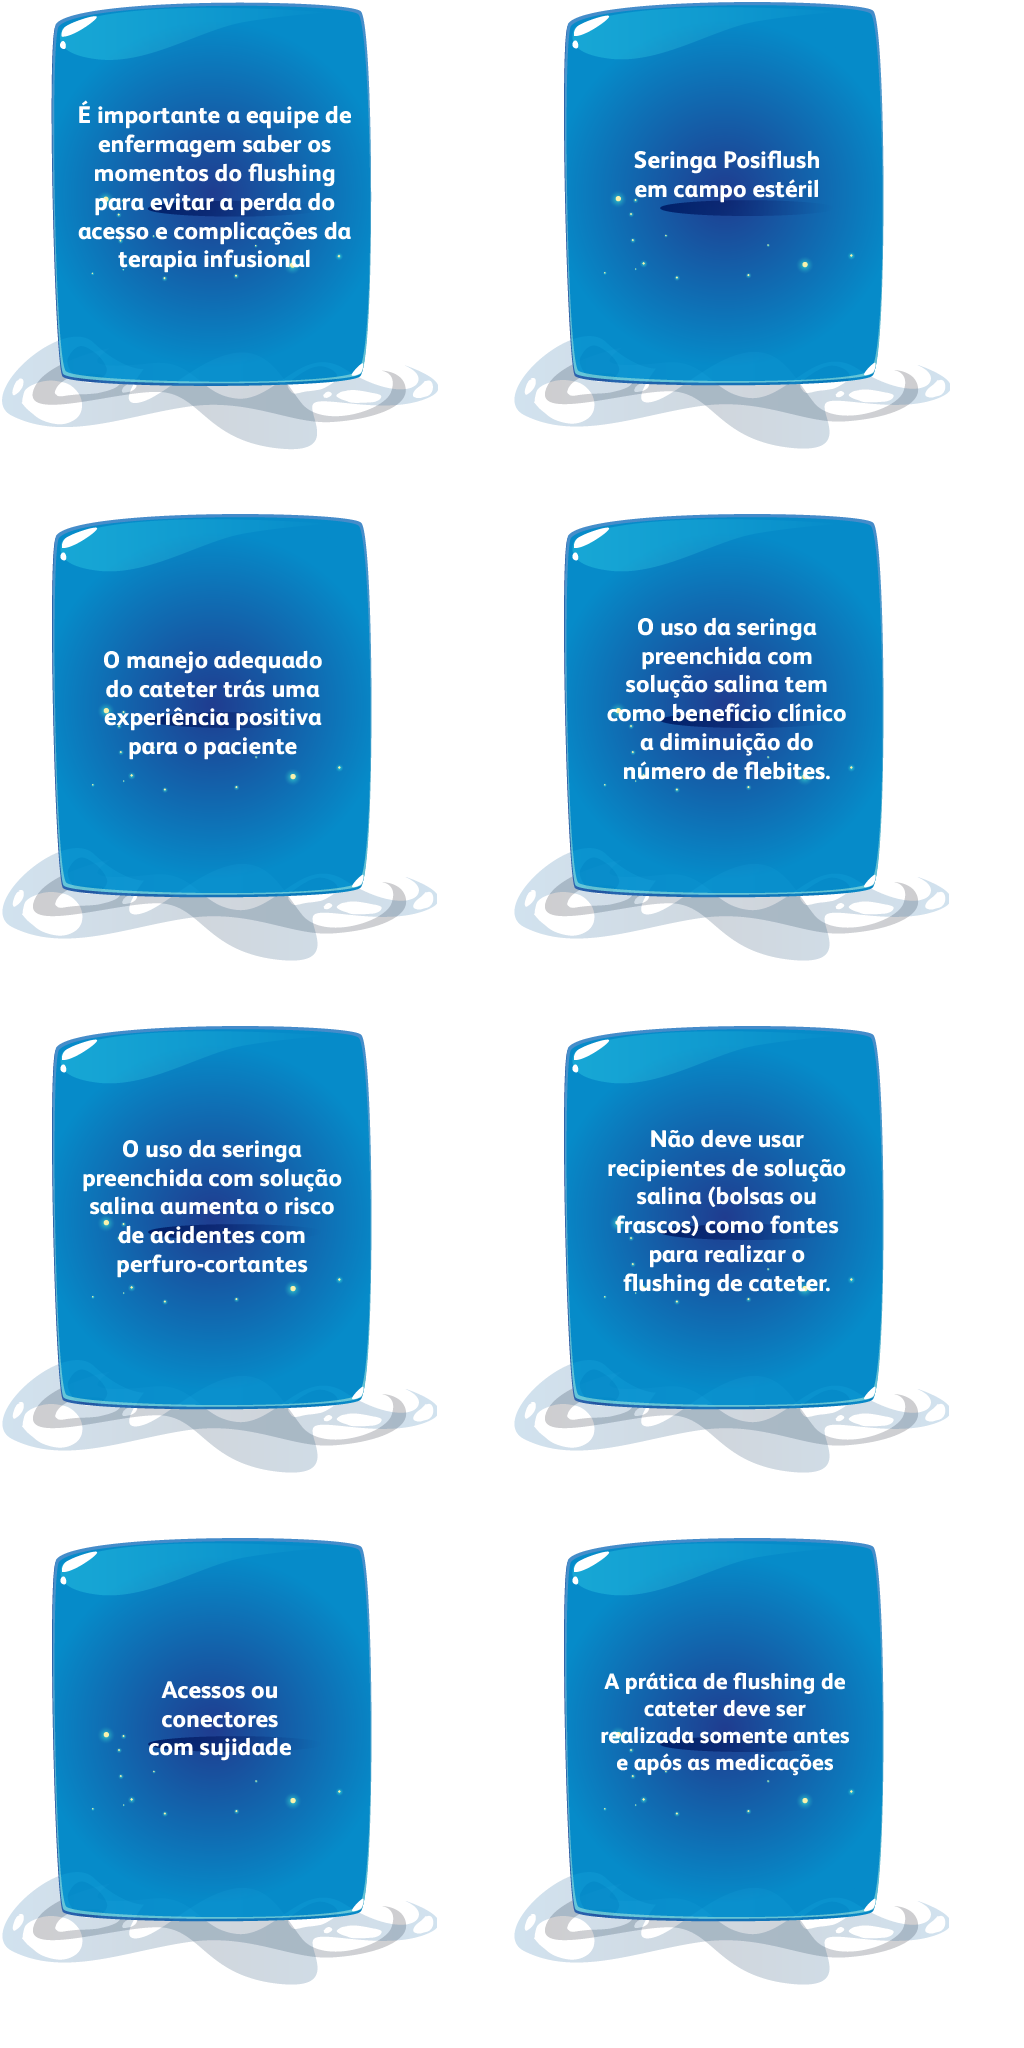 É importante a equipe de
enfermagem saber os
momentos do flushing
para evitar a perda do
acesso e complicações da
terapia infusional
Seringa Posiflush
em campo estéril
O manejo adequado
do cateter trás uma
experiência positiva
para o paciente
O uso da seringa
preenchida com
solução salina tem
como benefício clínico
a diminuição do
número de flebites.
O uso da seringa
preenchida com solução
salina aumenta o risco
de acidentes com
perfuro-cortantes
Não deve usar
recipientes de solução
salina (bolsas ou
frascos) como fontes
para realizar o
flushing de cateter.
Acessos ou
conectores
com sujidade
A prática de flushing de
cateter deve ser
realizada somente antes
e após as medicações